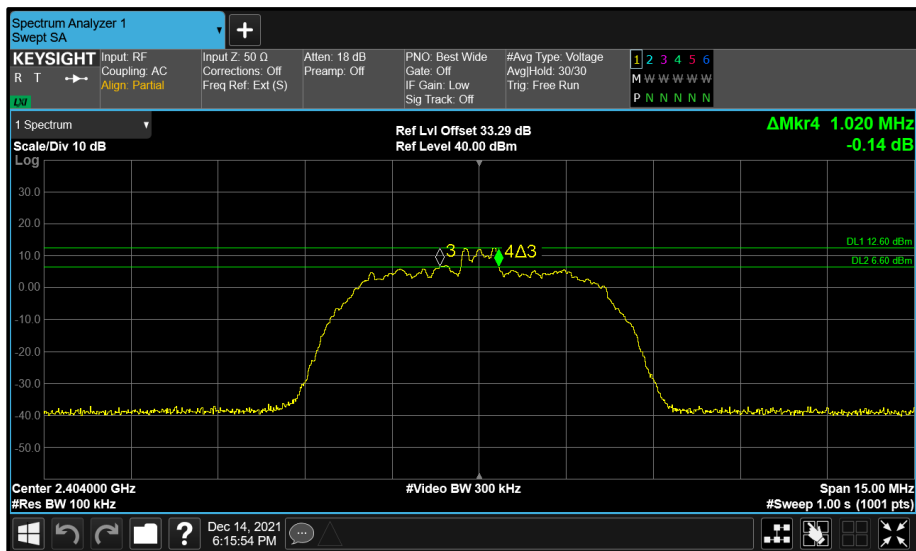 Spectrum Analyzer 1
Swept SA
+
KEYSIGHT
R T
LXI
Input: RF
Coupling: AC
Align: Partial
Input Z: 50 Ω
Corrections: Off
Freq Ref: Ext (S)
Atten: 18 dB
Preamp: Off
PNO: Best Wide
Gate: Off
IF Gain: Low
Sig Track: Off
#Avg Type: Voltage
Avg|Hold: 30/30
Trig: Free Run
1 2 3 4 5 6
M W W W W W
P N N N N N
1 Spectrum
Scale/Div 10 dB
Log
Ref Lvl Offset 33.29 dB
Ref Level 40.00 dBm
ΔMkr4 1.020 MHz
-0.14 dB
30.0
20.0
10.0
0.00
-10.0
-20.0
-30.0
-40.0
-50.0
3
4Δ3
DL1 12.60 dBm
DL2 6.60 dBm
Center 2.404000 GHz
#Res BW 100 kHz
#Video BW 300 kHz
Span 15.00 MHz
#Sweep 1.00 s (1001 pts)
?
Dec 14, 2021
6:15:54 PM